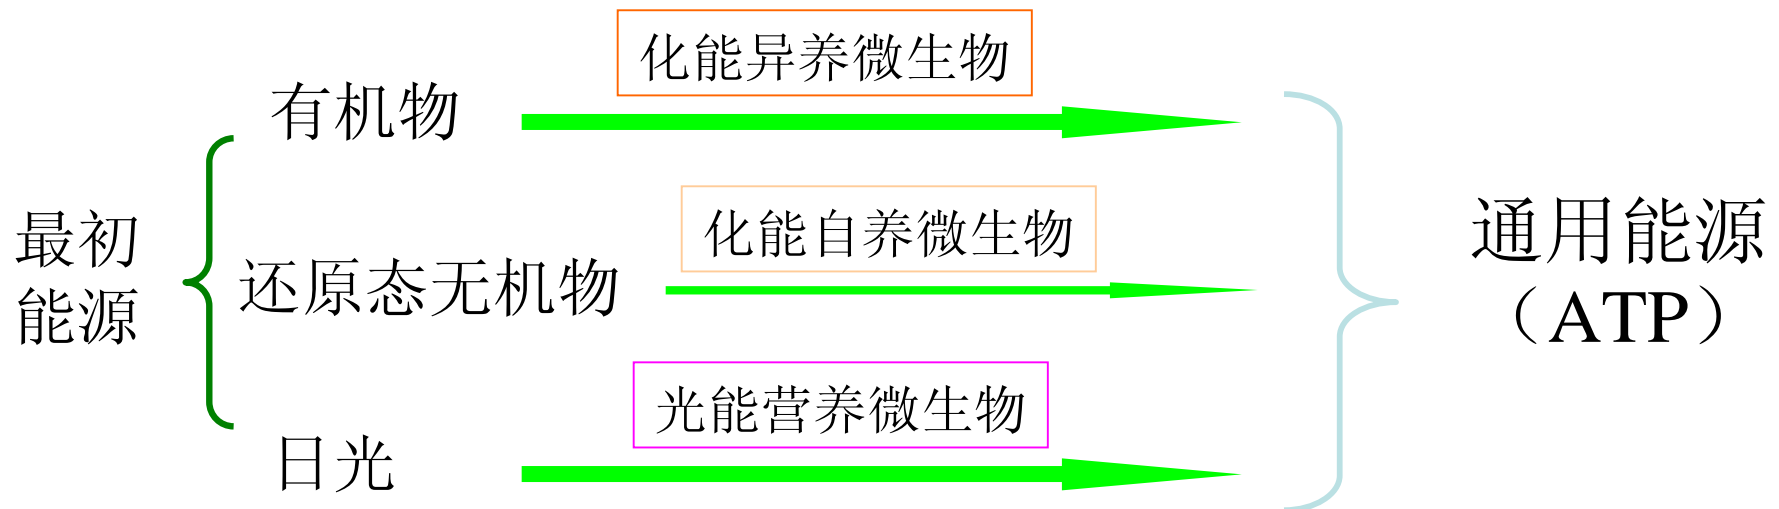 化能异养微生物
有机物
最初
能源
化能自养微生物
还原态无机物
光能营养微生物
日光
通用能源
（ATP）